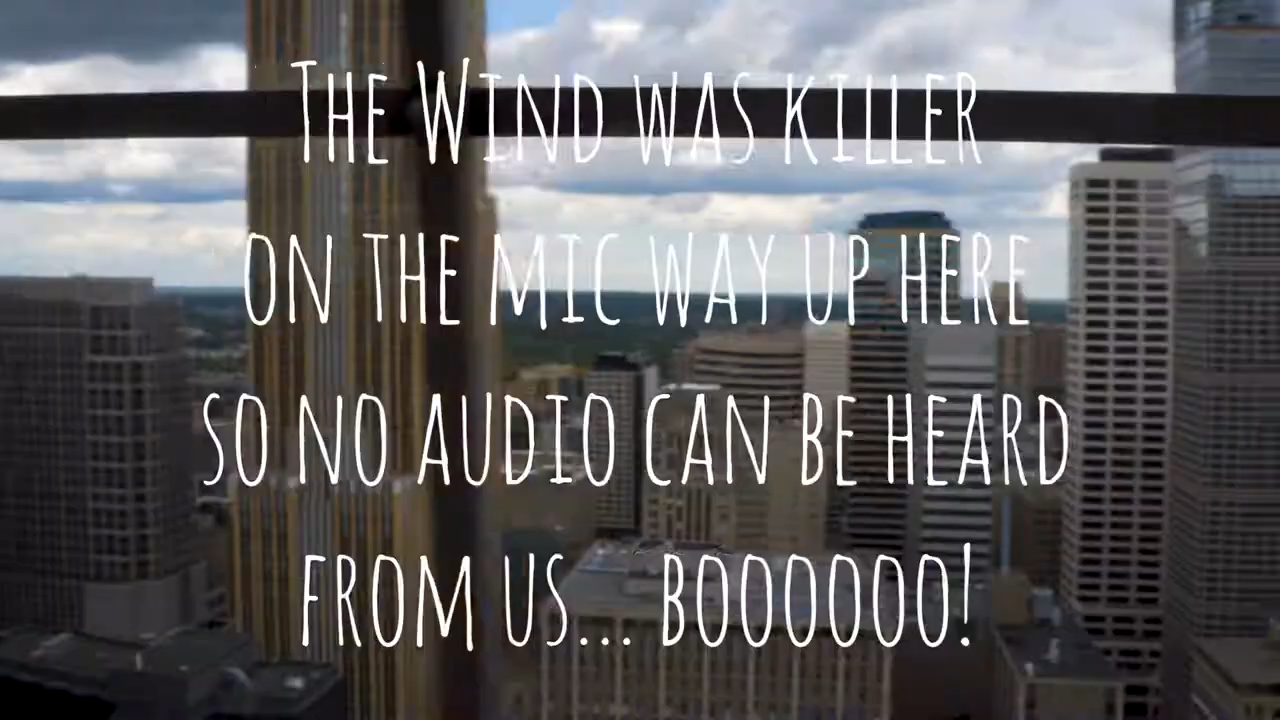 The Wind was killer
on the mic way up here
so no audio can be heard
from us... Boooooo!